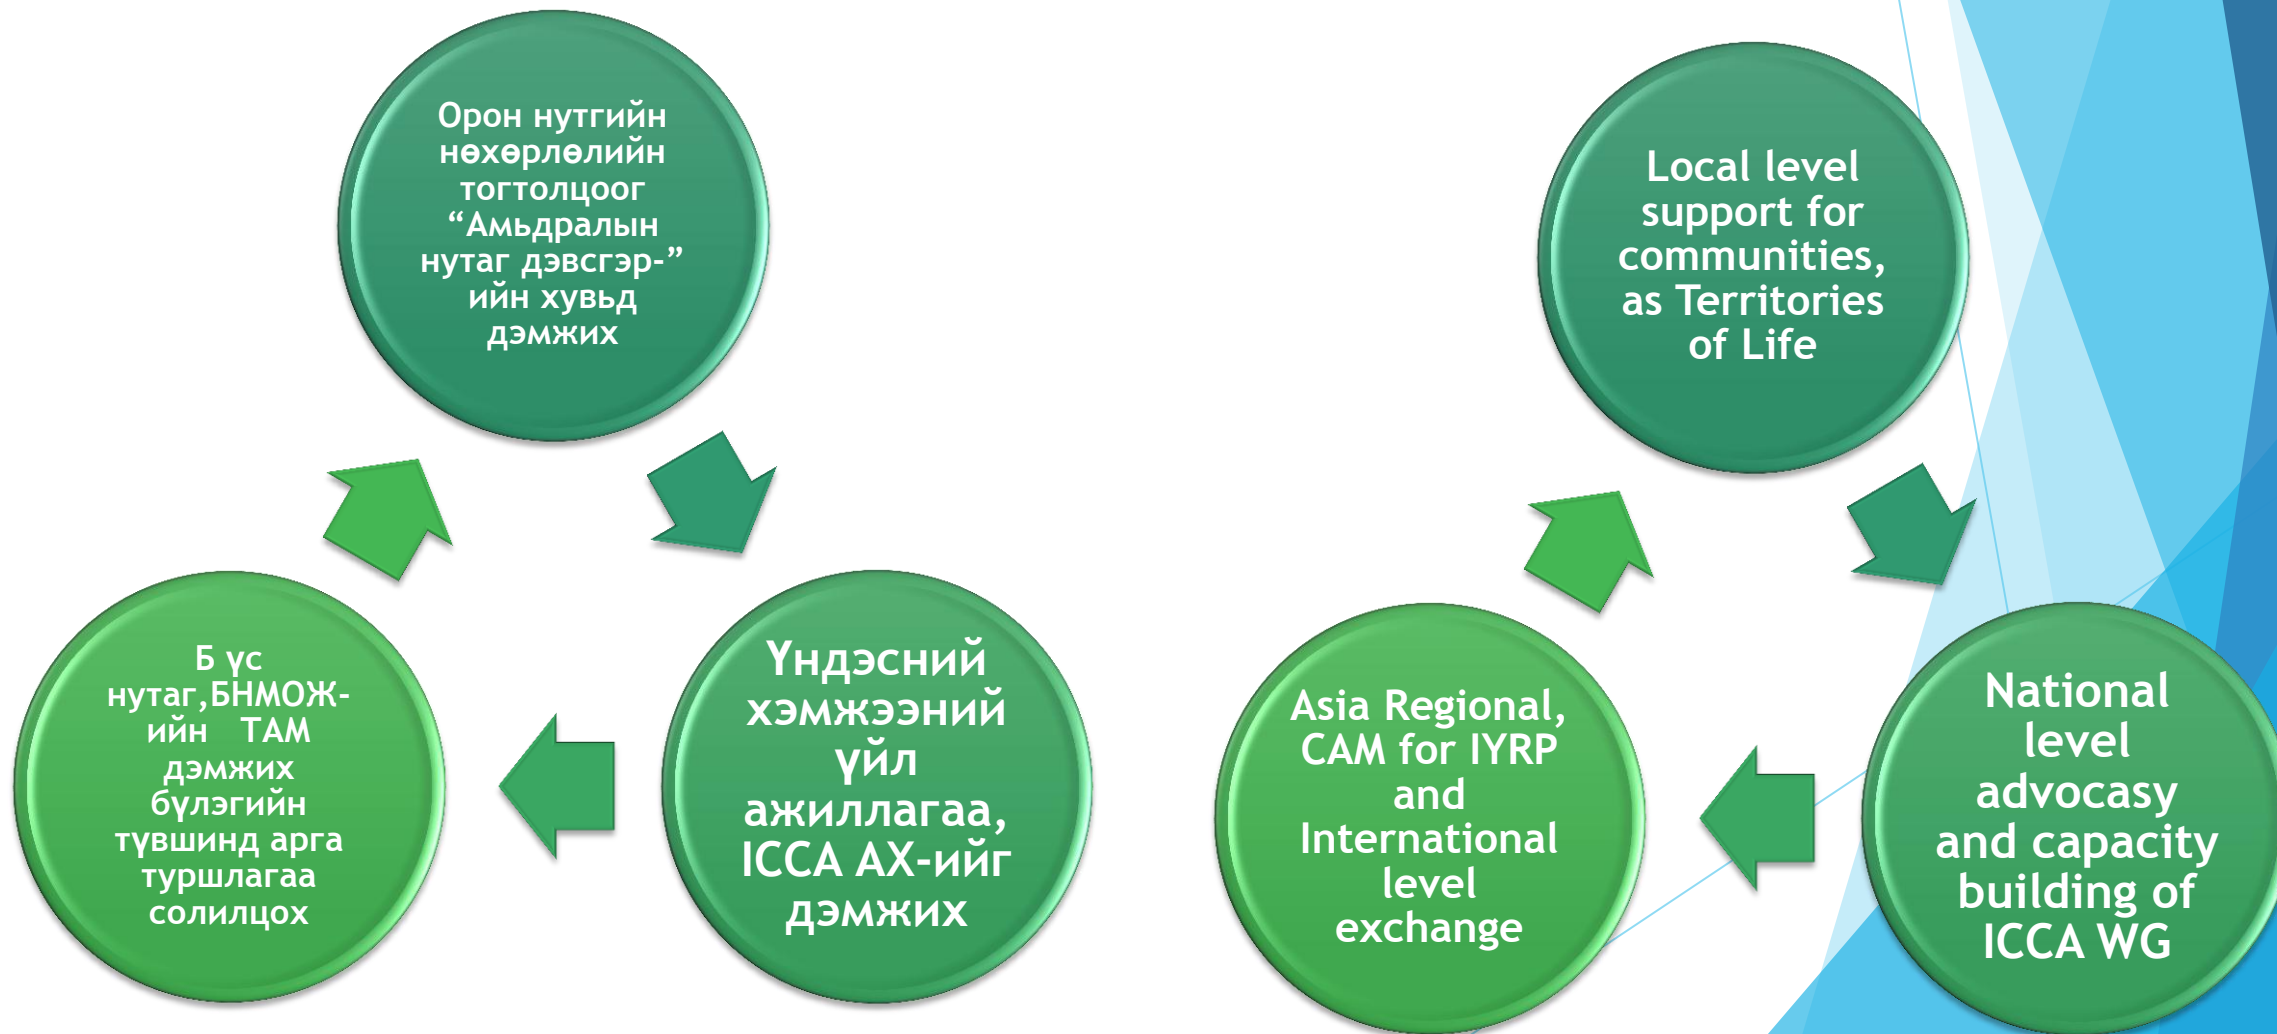 Орон нутгийн
нөхөрлөлийн
тогтолцоог
“Амьдралын
нутаг дэвсгэр-”
ийн хувьд
дэмжих
Үндэсний
хэмжээний
үйл
ажиллагаа,
ICCA АХ-ийг
дэмжих
Б үс
нутаг,БНМОЖ-
ийн ТАМ
дэмжих
бүлэгийн
түвшинд арга
туршлагаа
солилцох
Local level
support for
communities,
as Territories
of Life
National
level
advocasy
and capacity
building of
ICCA WG
Asia Regional,
CAM for IYRP
and
International
level
exchange